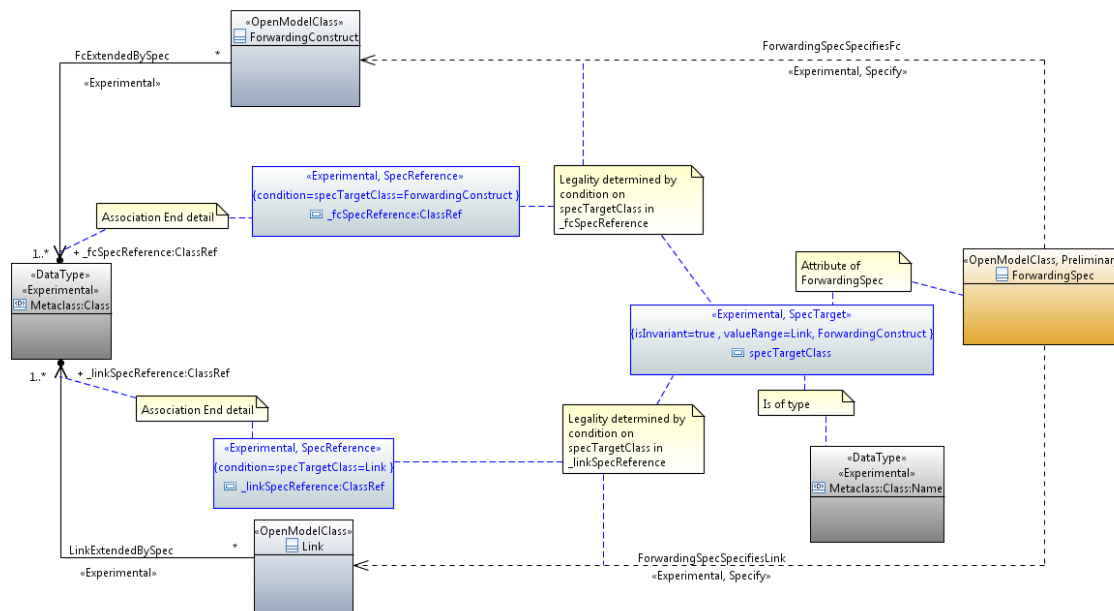 «OpenModelClass»
ForwardingConstruct
FcExtendedBySpec
*
«Experimental»
ForwardingSpecSpecifiesFc
«Experimental, Specify»
«Experimental, SpecReference»
{condition=specTargetClass=ForwardingConstruct }
_fcSpecReference:ClassRef
Legality determined by
condition on
specTargetClass in
_fcSpecReference
Association End detail
1..*
+ _fcSpecReference:ClassRef
«DataType»
«Experimental»
Metaclass:Class
Attribute of
ForwardingSpec
«OpenModelClass, Preliminar
ForwardingSpec
«Experimental, SpecTarget»
{isInvariant=true , valueRange=Link, ForwardingConstruct }
specTargetClass
1..*
+ _linkSpecReference:ClassRef
Association End detail
Is of type
Legality determined by
condition on
specTargetClass in
_linkSpecReference
«Experimental, SpecReference»
{condition=specTargetClass=Link }
_linkSpecReference:ClassRef
«DataType»
«Experimental»
Metaclass:Class:Name
«OpenModelClass»
Link
LinkExtendedBySpec
*
«Experimental»
ForwardingSpecSpecifiesLink
«Experimental, Specify»